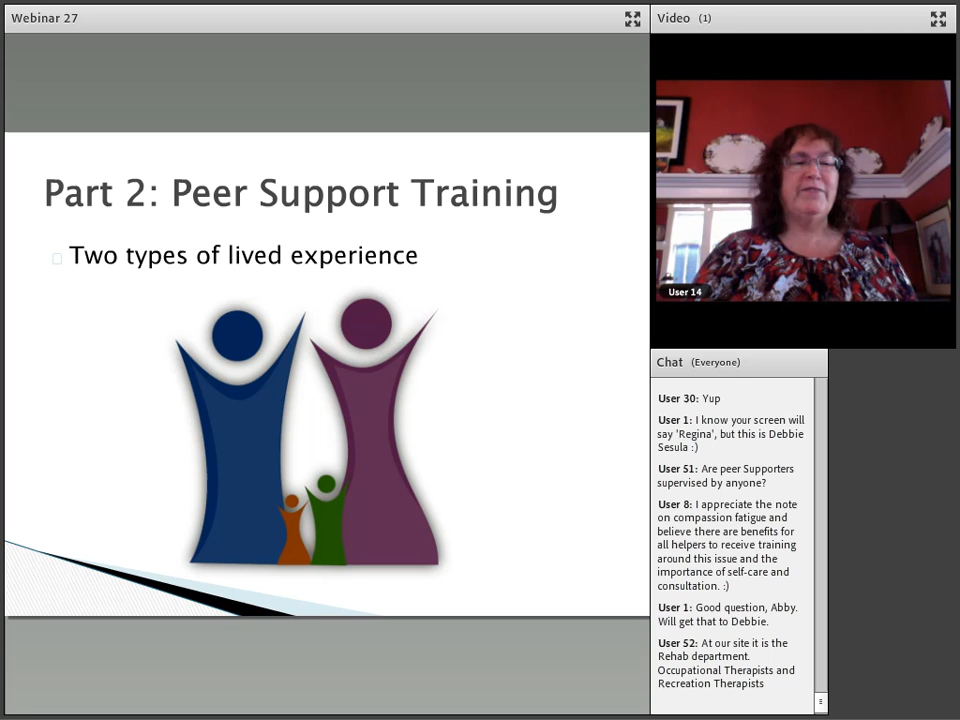 Webinar 27
Part 2: Peer Support Training
Two types of lived experience
Video (1)
User 14
Chat (Everyone)
User 30: Yup
User 1: I know your screen will
say 'Regina', but this is Debbie
Sesula :)
User 51: Are peer Supporters
supervised by anyone?
User 8: I appreciate the note
on compassion fatigue and
believe there are benefits for
all helpers to receive training
around this issue and the
importance of self-care and
consultation. :)
User 1: Good question, Abby.
Will get that to Debbie.
User 52: At our site it is the
Rehab department.
Occupational Therapists and
Recreation Therapists